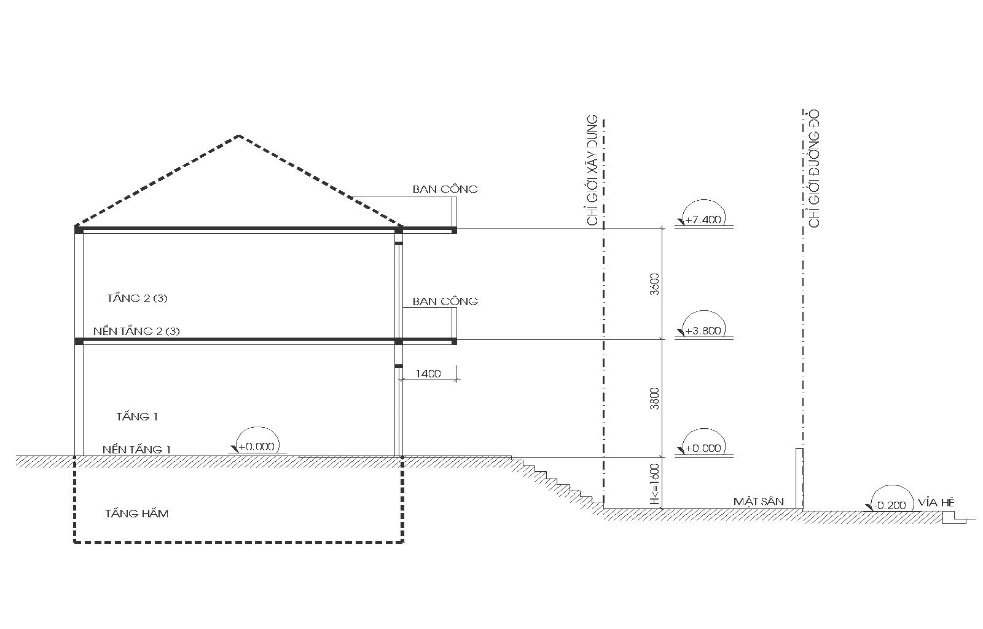 CHỈ GIỚI XÂY DỰNG
CHỈ GIỚI ĐƯỜNG ĐỎ
BAN CÔNG
+7.400
TẦNG 2 (3)
3600
BAN CÔNG
NỀN TẦNG 2 (3)
+3.800
1400
3800
TẦNG 1
NỀN TẦNG 1
+0.000
+0.000
H<=1600
TẦNG HẦM
MẶT SÂN
-0.200
VỈA HÈ